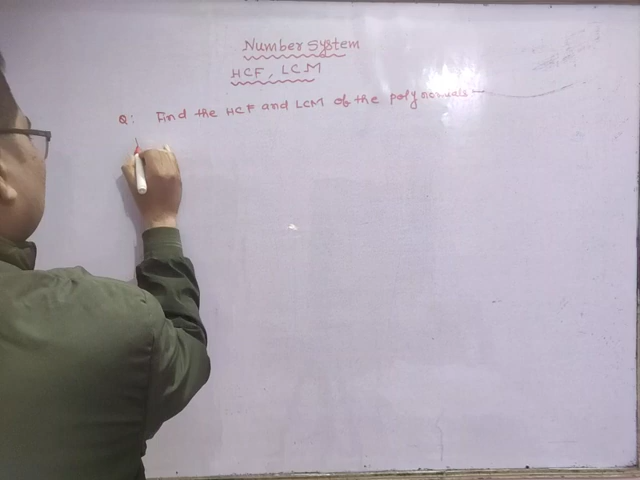 Number System
HCF, LCM
Q: Find the HCF and LCM of the polynomials —